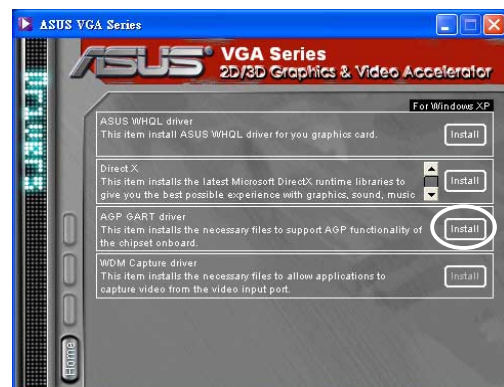 ASUS VGA Series
ASUS VGA Series
2D/3D Graphics & Video Accelerator
For Windows XP
ASUS WHQL driver
This item install ASUS WHQL driver for you graphics card.
Install
Direct X
This item installs the latest Microsoft DirectX runtime libraries to
give you the best possible experience with graphics, sound, music
Install
AGP GART driver
This item installs the necessary files to support AGP functionality of
the chipset onboard.
Install
WDM Capture driver
This item installs the necessary files to allow applications to
capture video from the video input port.
Install
Home